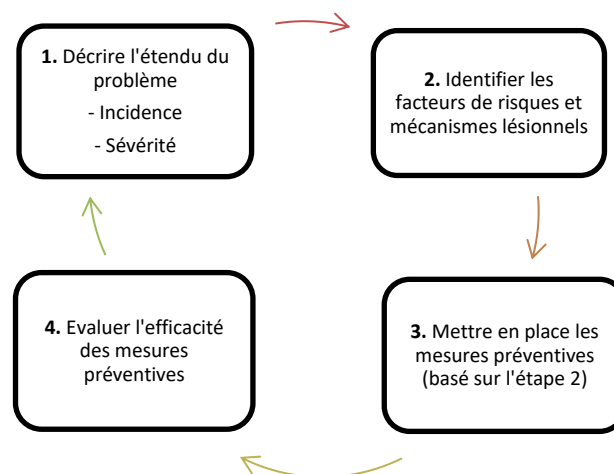 1. Décrire l'étendu du
problème
- Incidence
- Sévérité
2. Identifier les
facteurs de risques et
mécanismes lésionnels
3. Mettre en place les
mesures préventives
(basé sur l'étape 2)
4. Evaluer l'efficacité
des mesures
préventives